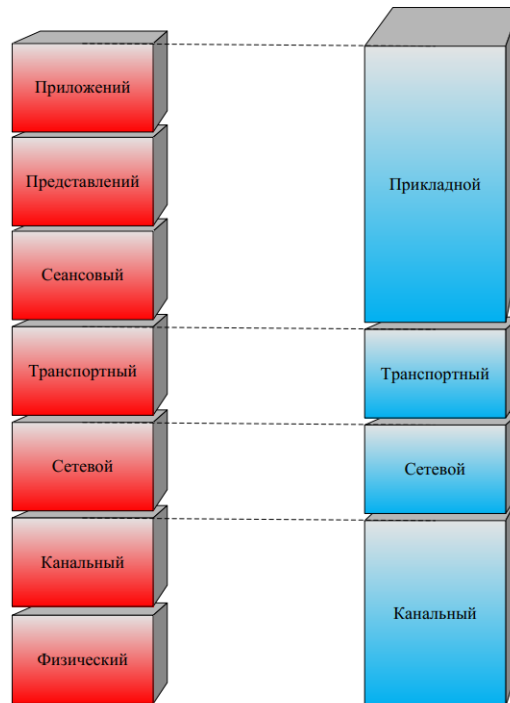 Приложений
Представлений
Сеансовый
Транспортный
Сетевой
Канальный
Физический
Прикладной
Транспортный
Сетевой
Канальный